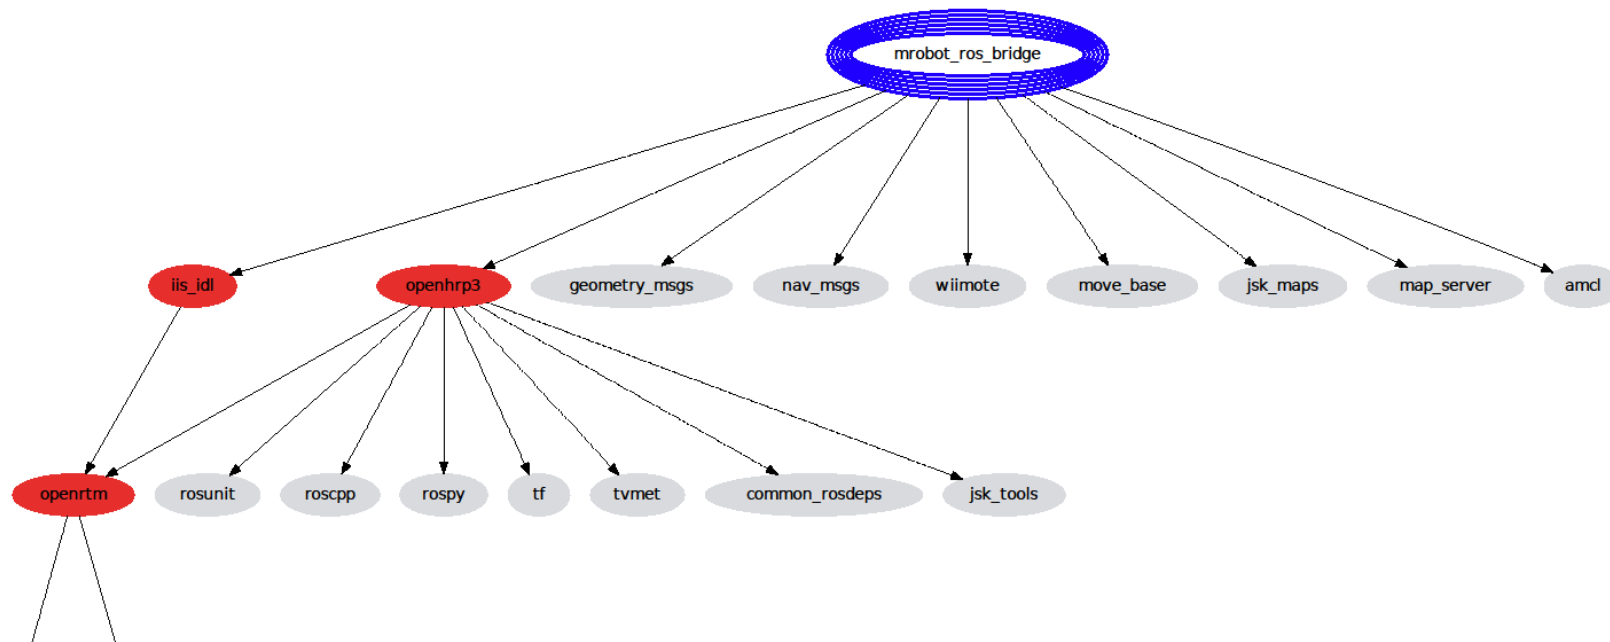 mrobot_ros_bridge
iis_idl
openhrp3
geometry_msgs
nav_msgs
wiimote
move_base
jsk_maps
map_server
amcl
openrtm
rosunit
roscpp
rospy
tf
tvmet
common_rosdeps
jsk_tools